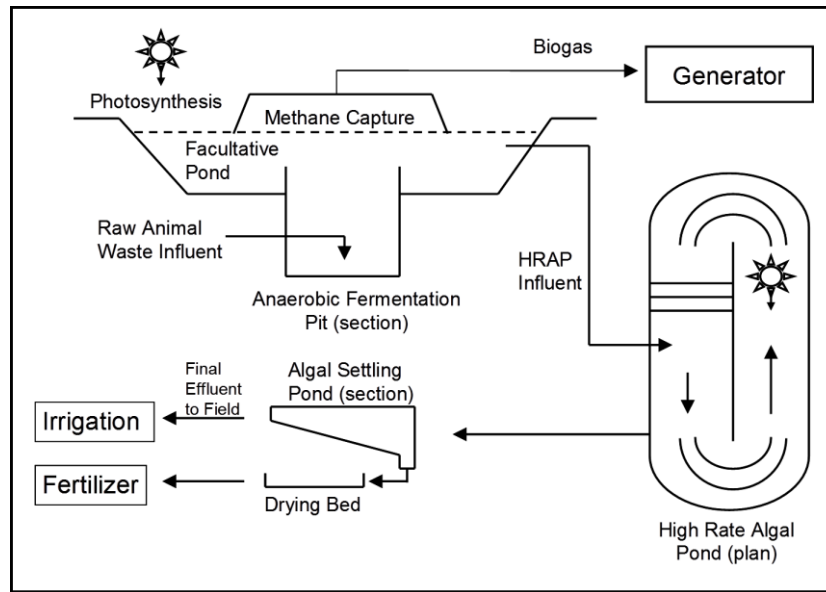 Biogas
Generator
Photosynthesis
Methane Capture
Facultative
Pond
Raw Animal
Waste Influent
HRAP
Influent
Anaerobic Fermentation
Pit (section)
Final
Effluent
to Field
Algal Settling
Pond (section)
Irrigation
Fertilizer
Drying Bed
High Rate Algal
Pond (plan)